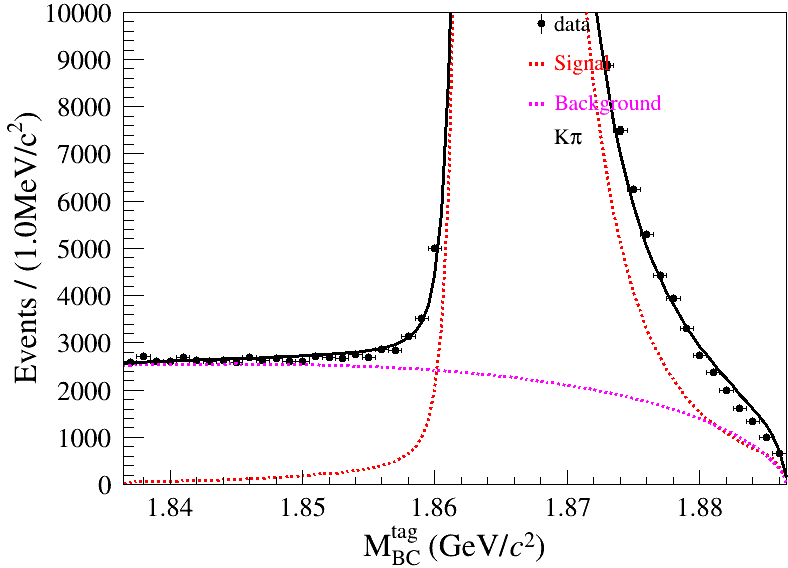 10000
9000
8000
7000
6000
5000
4000
3000
2000
1000
0
Events / (1.0MeV/c²)
data
Signal
Background
Kπ
1.84 1.85 1.86 1.87 1.88
M_BC^tag (GeV/c²)